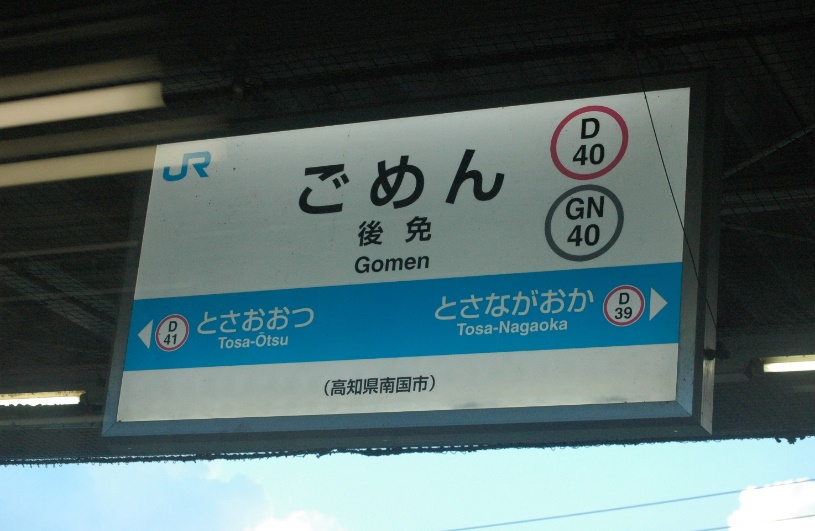 JR
ごめん
後免
Gomen
D
40
GN
40
D
41
とさおおつ
Tosa-Ōtsu
とさながおか
Tosa-Nagaoka
D
39
（高知県南国市）